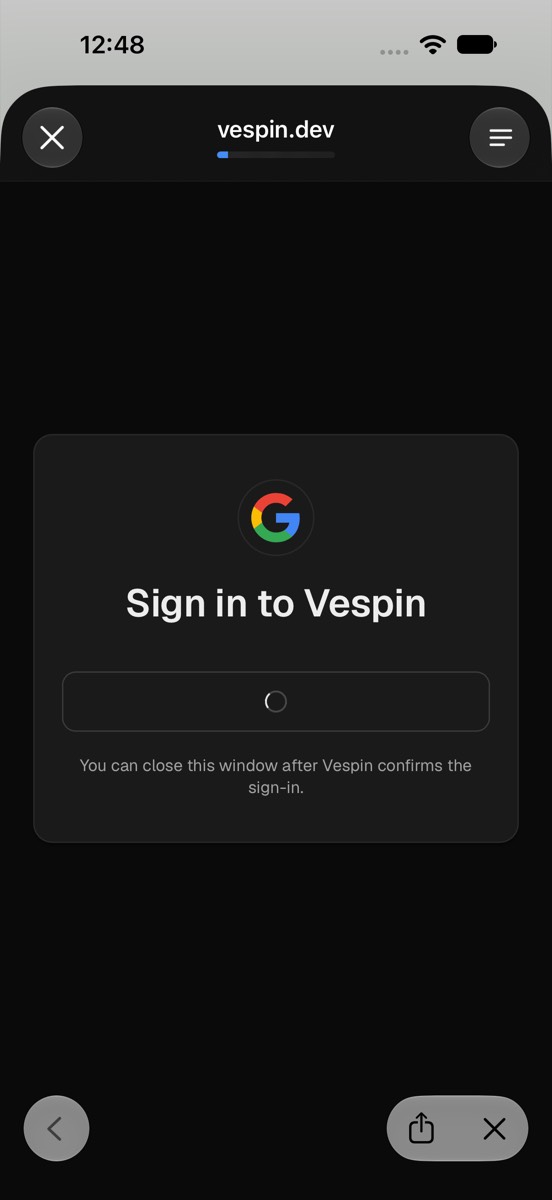 12:48
vespin.dev
Sign in to Vespin
You can close this window after Vespin confirms the
sign-in.